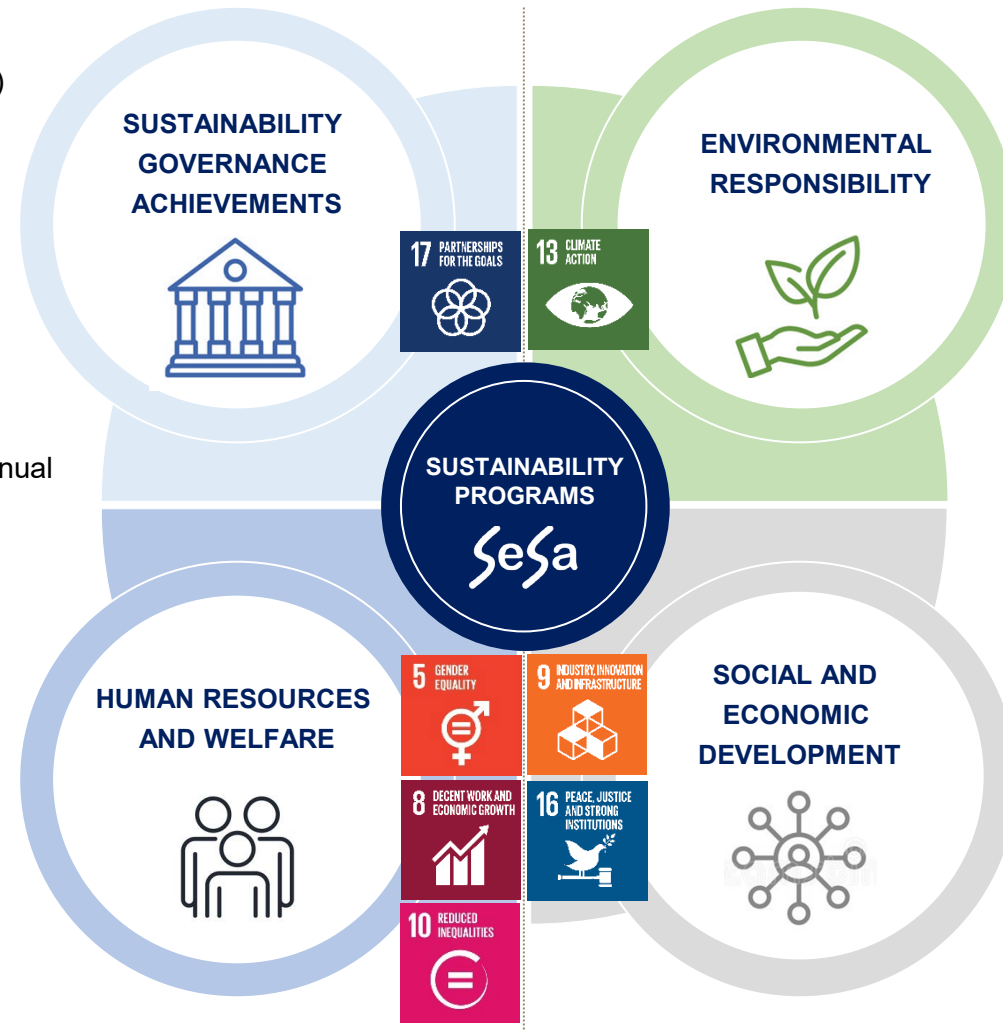 )
SUSTAINABILITY
GOVERNANCE
ACHIEVEMENTS
ENVIRONMENTAL
RESPONSIBILITY
17 PARTNERSHIPS
FOR THE GOALS
13 CLIMATE
ACTION
nual
SUSTAINABILITY
PROGRAMS
SeSa
HUMAN RESOURCES
AND WELFARE
5 GENDER
EQUALITY
8 DECENT WORK AND
ECONOMIC GROWTH
10 REDUCED
INEQUALITIES
9 INDUSTRY, INNOVATION
AND INFRASTRUCTURE
16 PEACE, JUSTICE
AND STRONG
INSTITUTIONS
SOCIAL AND
ECONOMIC
DEVELOPMENT